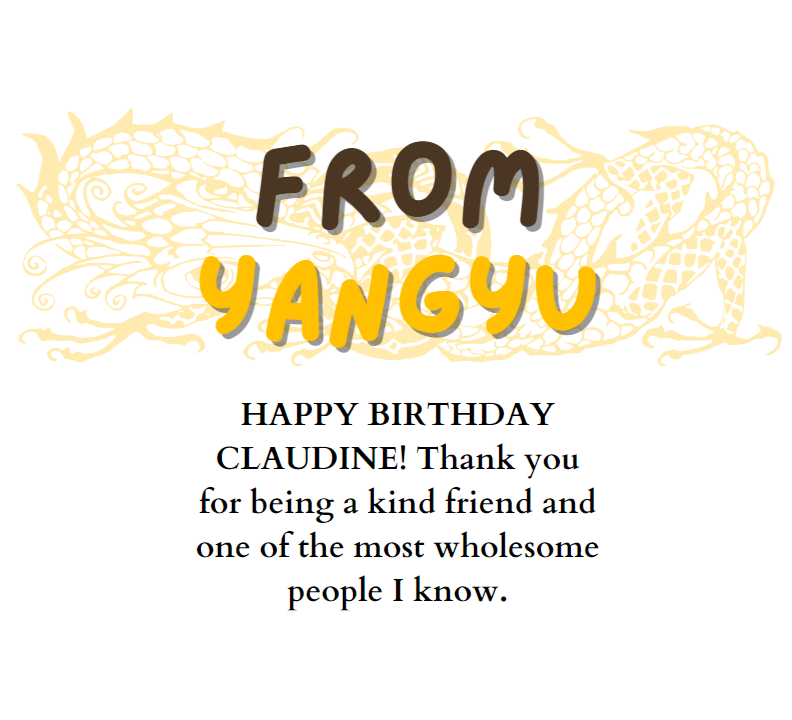 FROM
YANGYU
HAPPY BIRTHDAY
CLAUDINE! Thank you
for being a kind friend and
one of the most wholesome
people I know.